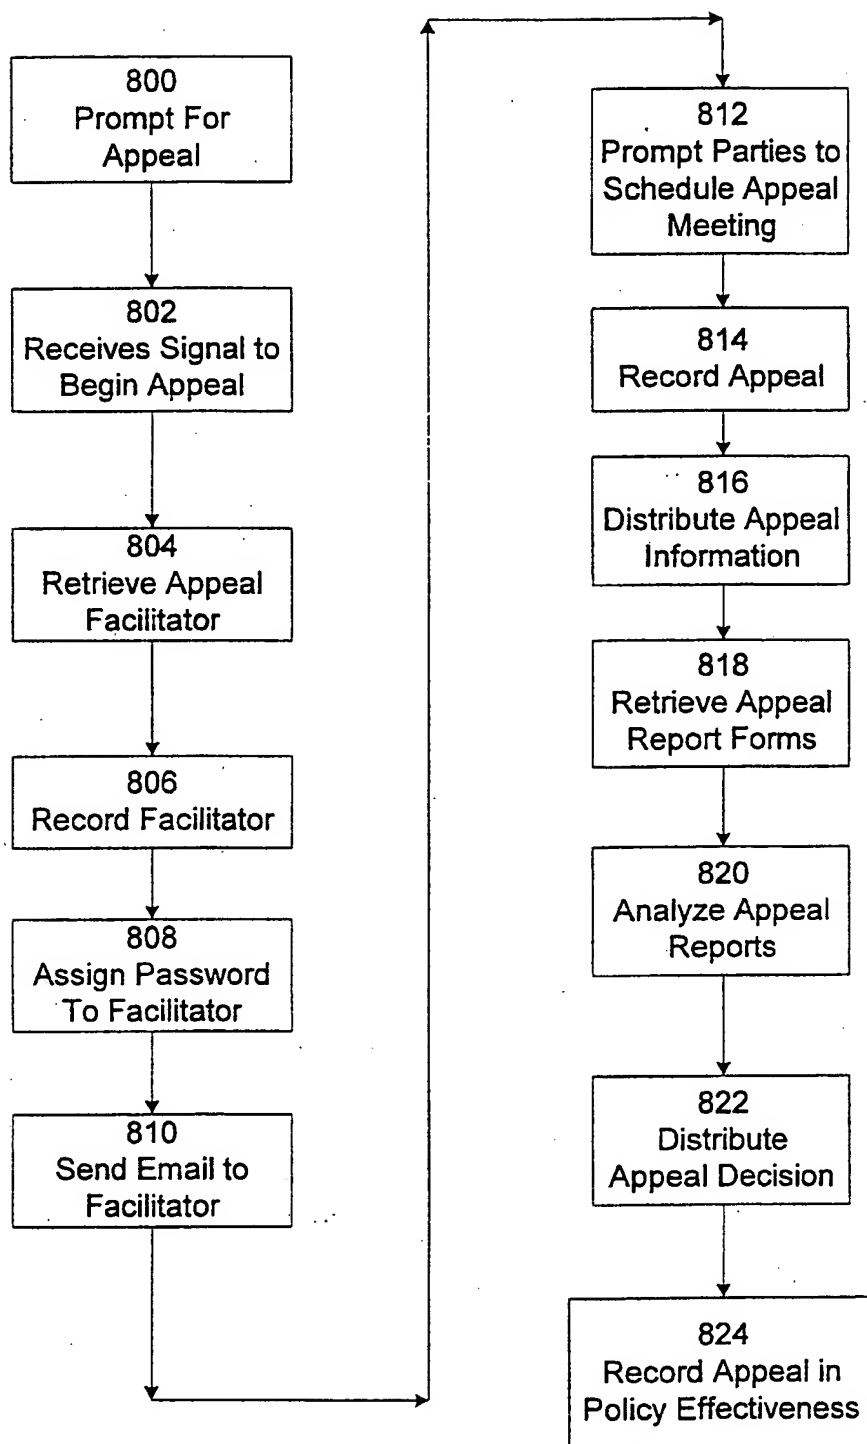 800
Prompt For
Appeal
802
Receives Signal to
Begin Appeal
804
Retrieve Appeal
Facilitator
806
Record Facilitator
808
Assign Password
To Facilitator
810
Send Email to
Facilitator
812
Prompt Parties to
Schedule Appeal
Meeting
814
Record Appeal
816
Distribute Appeal
Information
818
Retrieve Appeal
Report Forms
820
Analyze Appeal
Reports
822
Distribute
Appeal Decision
824
Record Appeal in
Policy Effectiveness